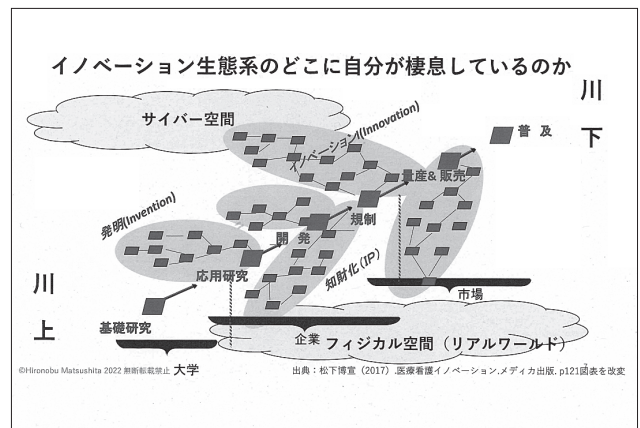 イノベーション生態系のどこに自分が棲息しているのか
川下
サイバー空間
普 及
イノベーション(Innovation)
量産& 販売
発明(Invention)
規制
開 発
知財化(IP)
応用研究
市場
川上
基礎研究
企業
フィジカル空間（リアルワールド）
大学
©Hironobu Matsushita 2022 無断転載禁止
出典：松下博宣（2017）.医療看護イノベーション.メディカ出版. p121図表を改変